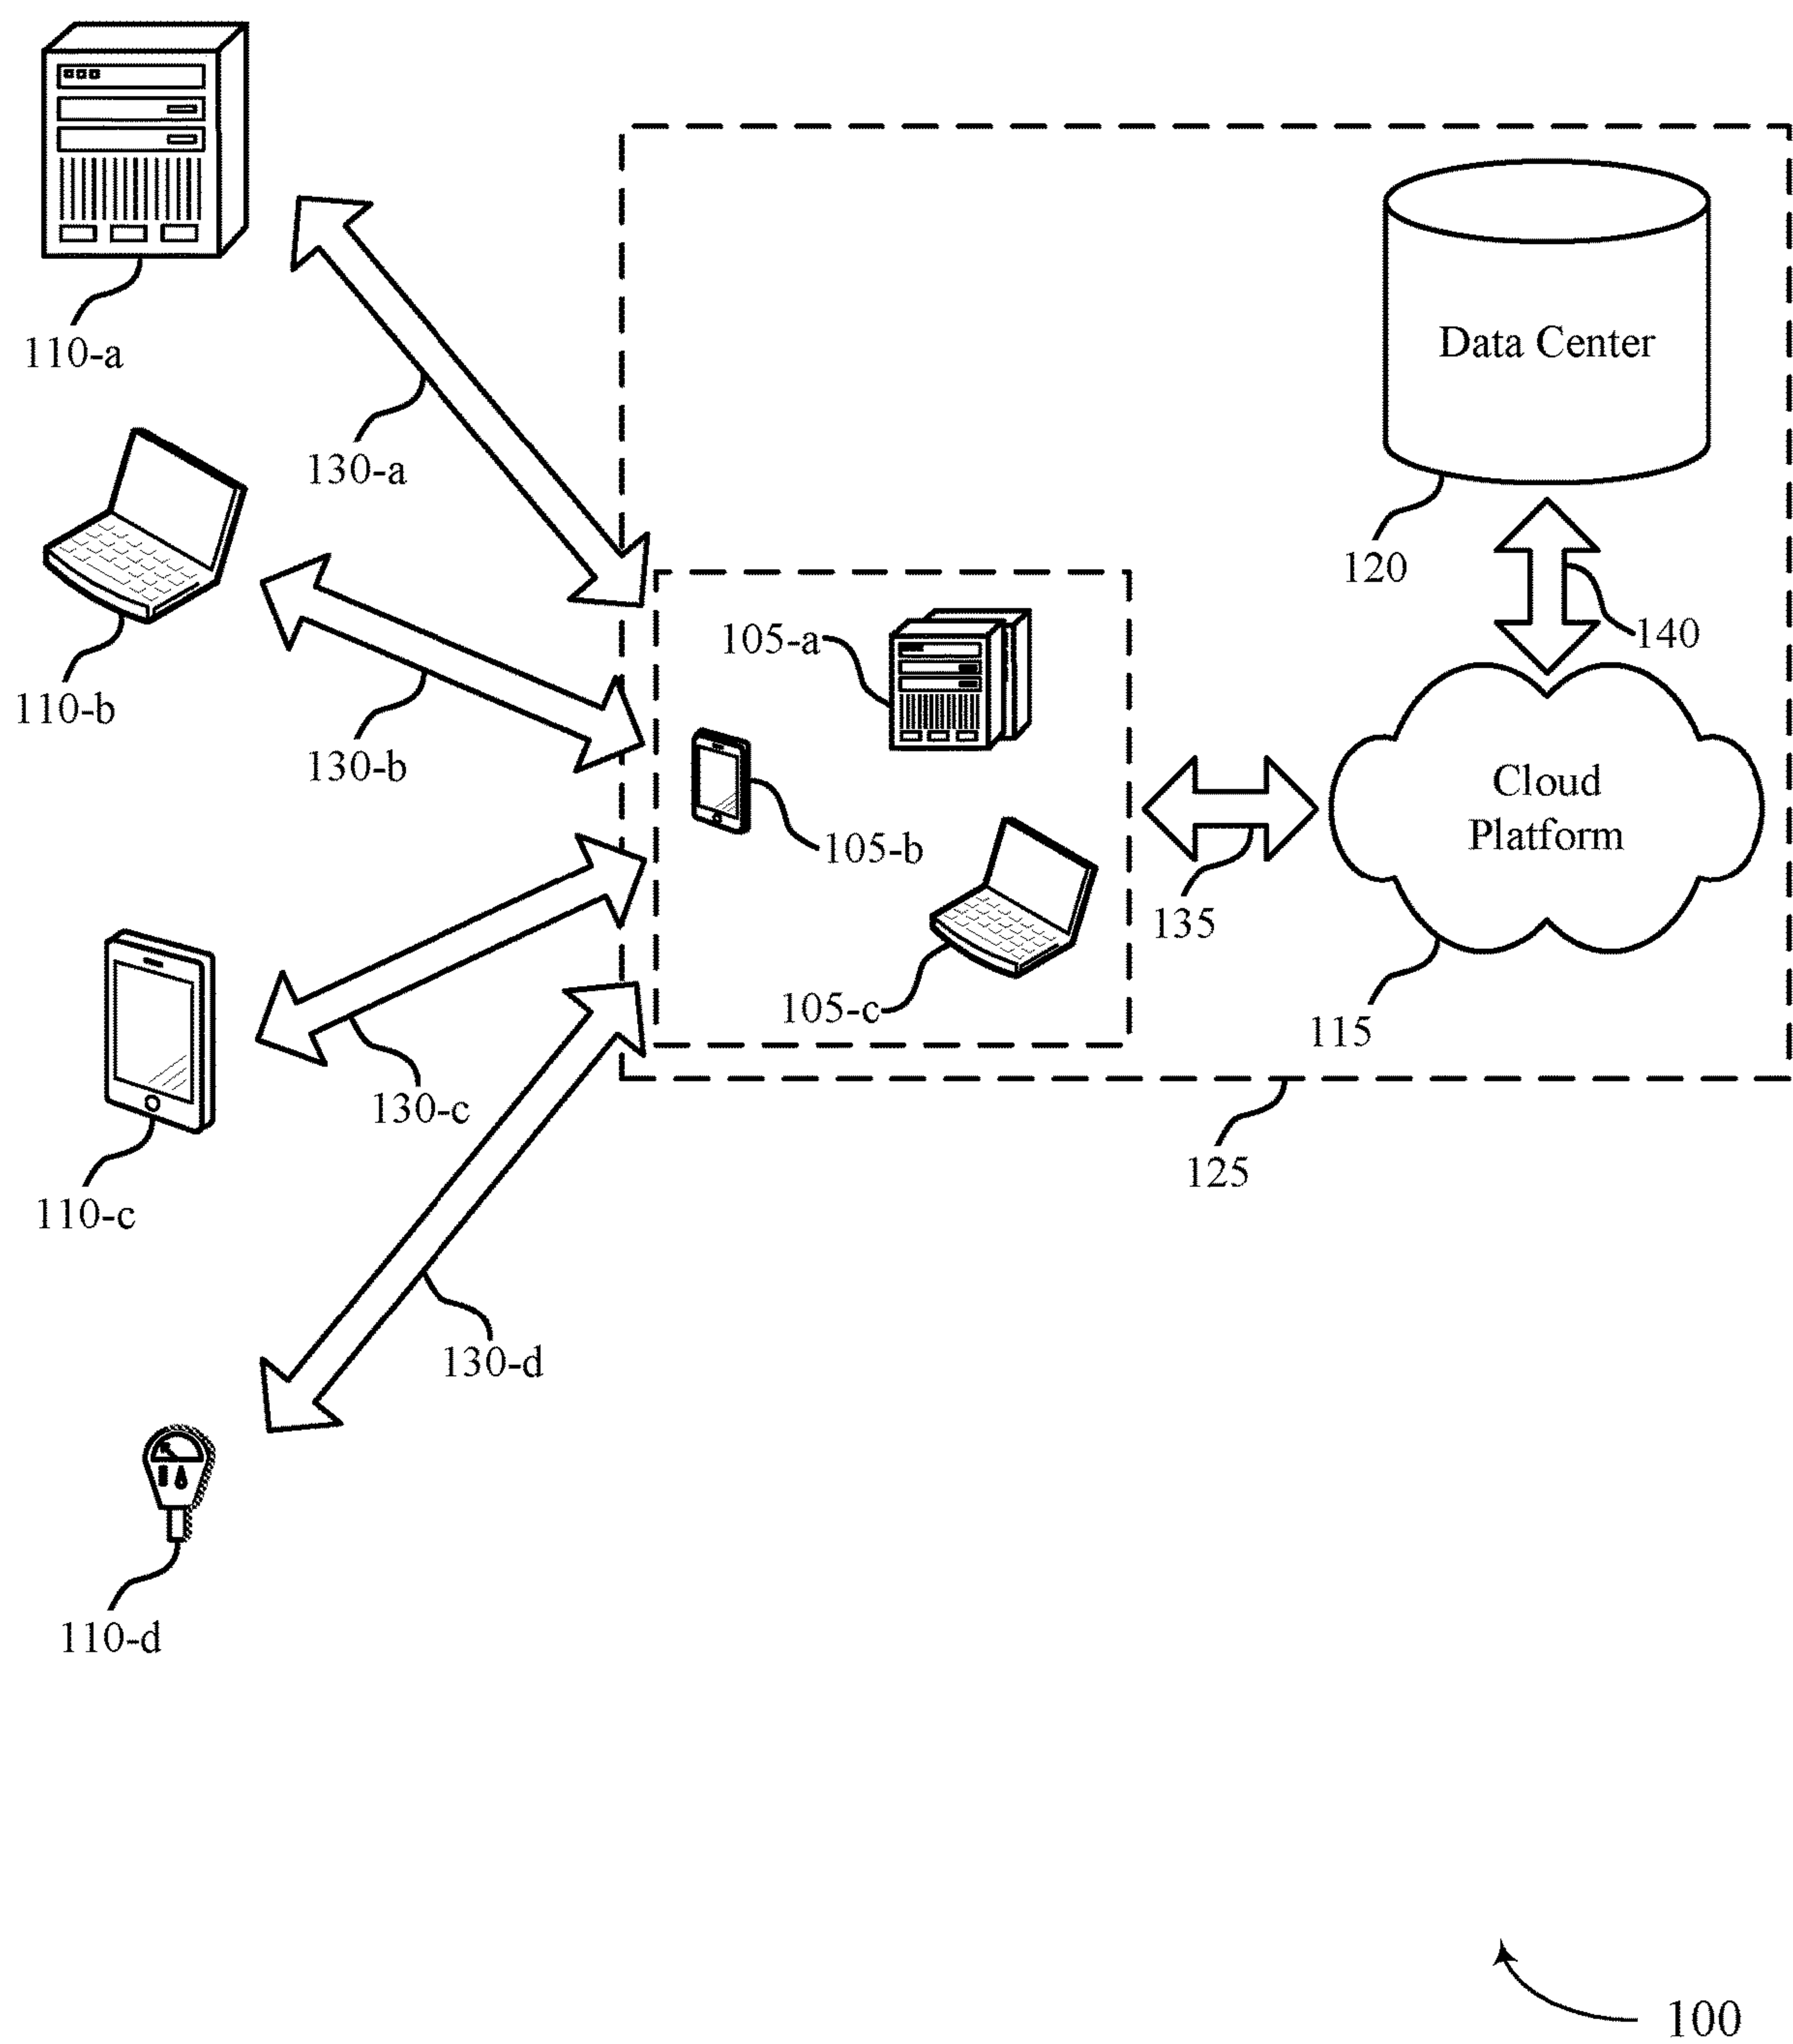 110-a
Data Center
130-a
120
140
105-a
110-b
130-b
Cloud
Platform
105-b
135
105-c
115
130-c
125
110-c
130-d
110-d
100